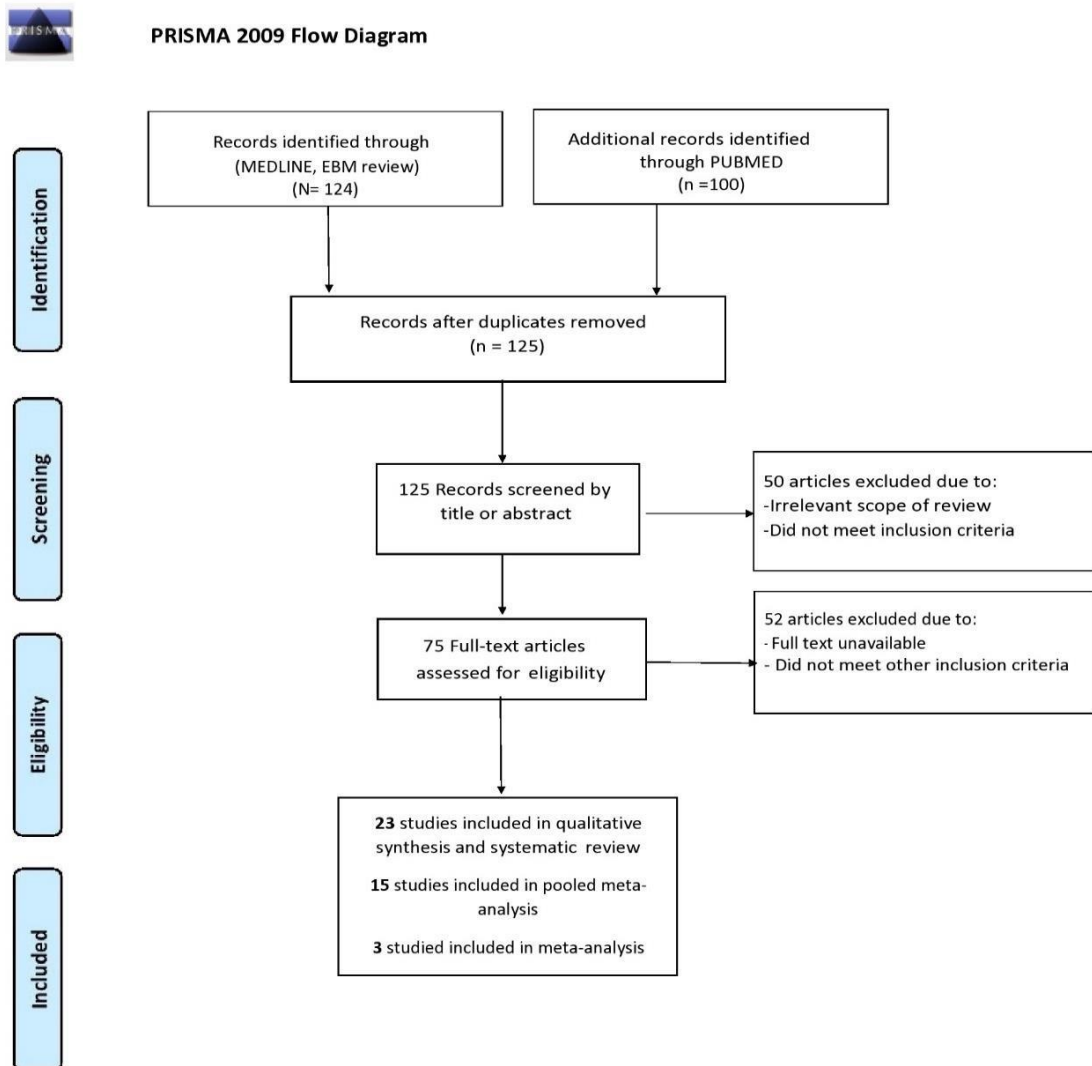 PRISMA
PRISMA 2009 Flow Diagram
Identification
Records identified through
(MEDLINE, EBM review)
(N= 124)
Additional records identified
through PUBMED
(n =100)
Records after duplicates removed
(n = 125)
Screening
125 Records screened by
title or abstract
50 articles excluded due to:
-Irrelevant scope of review
-Did not meet inclusion criteria
Eligibility
75 Full-text articles
assessed for eligibility
52 articles excluded due to:
- Full text unavailable
- Did not meet other inclusion criteria
Included
23 studies included in qualitative
synthesis and systematic review
15 studies included in pooled meta-
analysis
3 studied included in meta-analysis